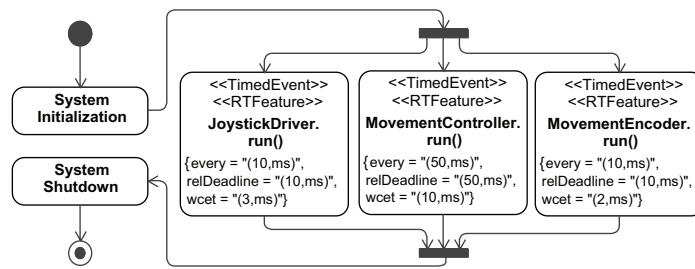 System
Initialization
System
Shutdown
<<TimedEvent>>
<<RTFeature>>
JoystickDriver.
run()
{every = "(10,ms)",
relDeadline = "(10,ms)",
wcet = "(3,ms)"}
<<TimedEvent>>
<<RTFeature>>
MovementController.
run()
{every = "(50,ms)",
relDeadline = "(50,ms)",
wcet = "(10,ms)"}
<<TimedEvent>>
<<RTFeature>>
MovementEncoder.
run()
{every = "(10,ms)",
relDeadline = "(10,ms)",
wcet = "(2,ms)"}